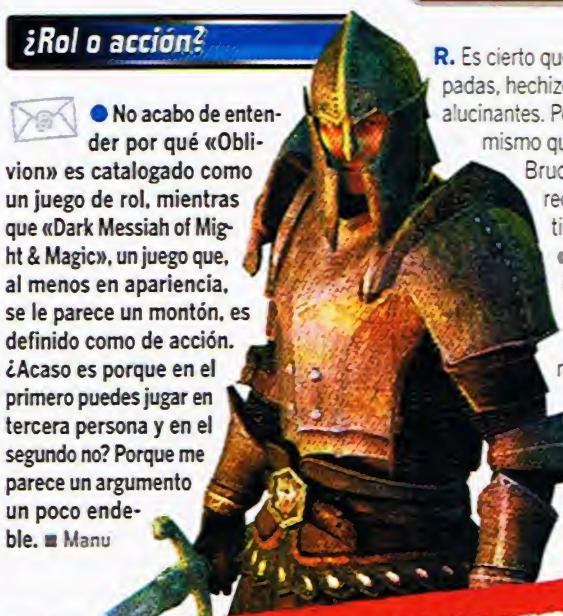 ¿Rol o acción?
● No acabo de enten-
der por qué «Obli-
vion» es catalogado como
un juego de rol, mientras
que «Dark Messiah of Mig-
ht & Magic», un juego que,
al menos en apariencia,
se le parece un montón, es
definido como de acción.
¿Acaso es porque en el
primero puedes jugar en
tercera persona y en el
segundo no? Porque me
parece un argumento
un poco ende-
ble. ■ Manu
R. Es cierto qu
padas, hechizo
alucinantes. P
mismo qu
Bruc
rec
ti